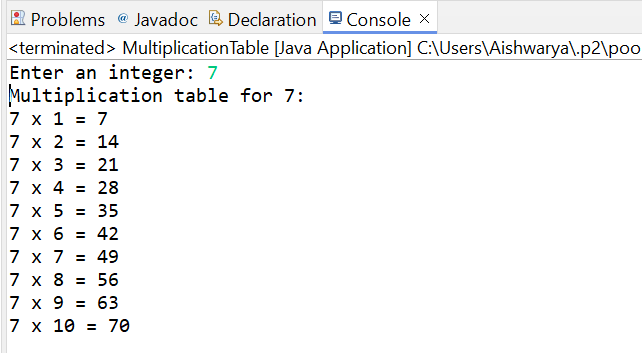 Problems @ Javadoc Declaration Console ×
<terminated> MultiplicationTable [Java Application] C:\Users\Aishwarya\.p2\poo
Enter an integer: 7
Multiplication table for 7:
7 x 1 = 7
7 x 2 = 14
7 x 3 = 21
7 x 4 = 28
7 x 5 = 35
7 x 6 = 42
7 x 7 = 49
7 x 8 = 56
7 x 9 = 63
7 x 10 = 70